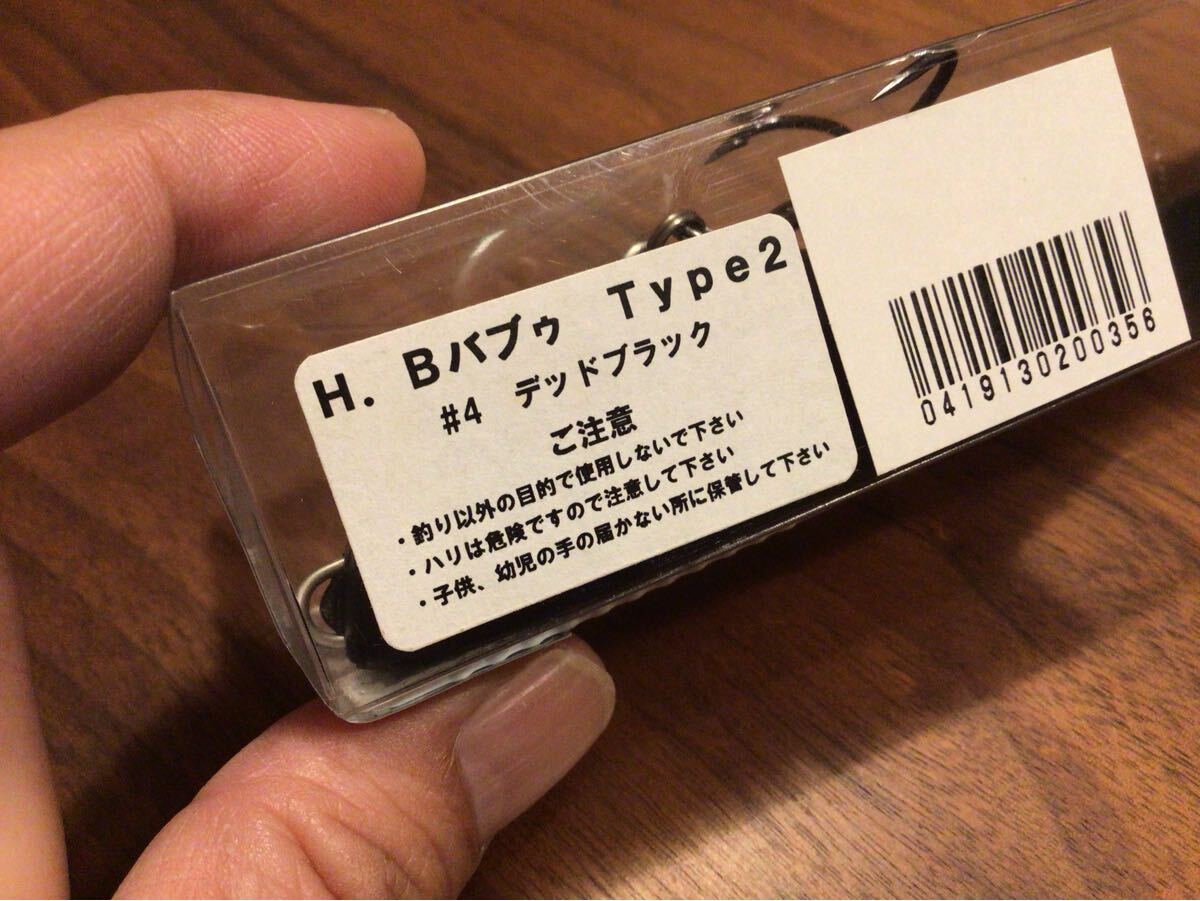 H. Bバブゥ Type2
#4 デッドブラック
ご注意
・釣り以外の目的で使用しないで下さい
・ハリは危険ですので注意して下さい
・子供、幼児の手の届かない所に保管して下さい
0419130200356